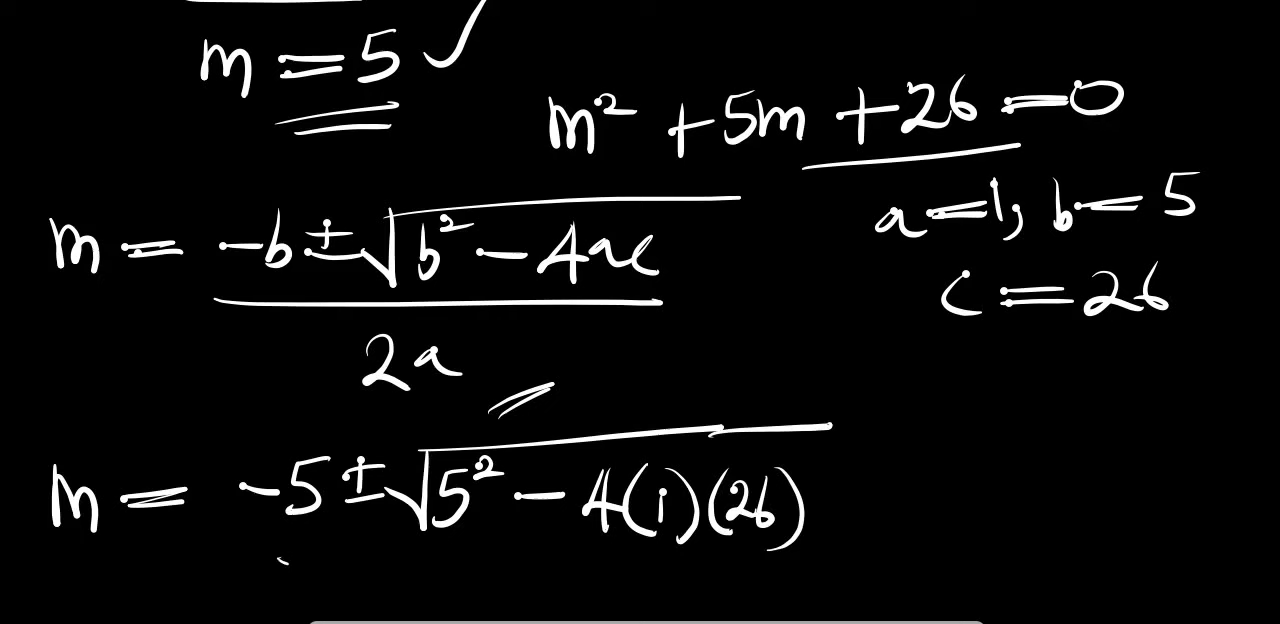 m = 5 ✓
m² + 5m + 26 = 0
a = 1, b = 5
m = -b ± √b² - 4ac
c = 26
2a
m = -5 ± √5² - 4(1)(26)